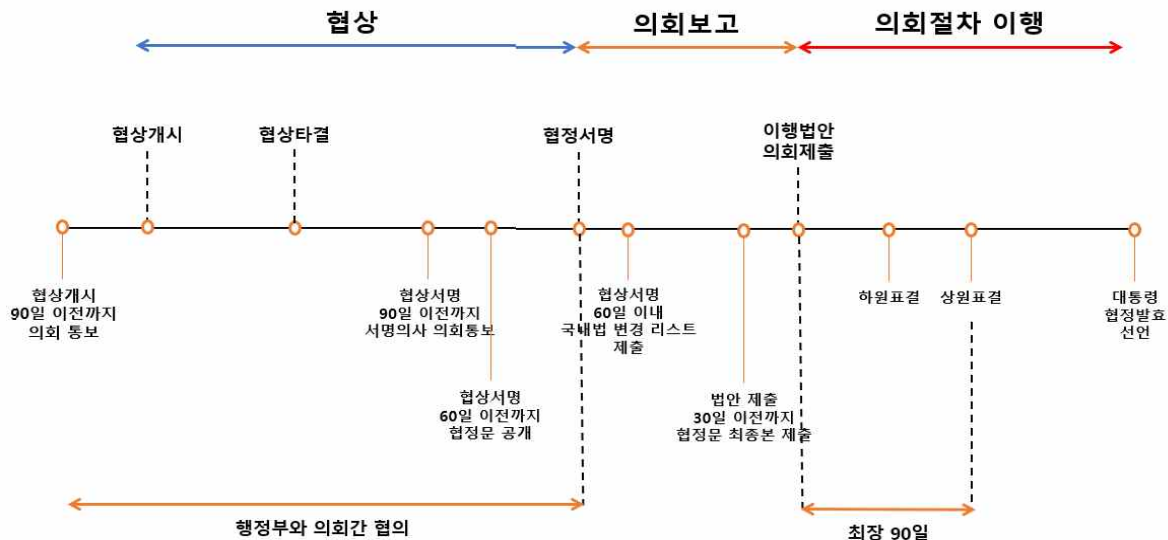 협상
의회보고
의회절차 이행
협상개시
협상타결
협정서명
이행법안
의회제출
협상개시
90일 이전까지
의회 통보
협상서명
90일 이전까지
서명의사 의회통보
협상서명
60일 이전까지
협정문 공개
협상서명
60일 이내
국내법 변경 리스트
제출
법안 제출
30일 이전까지
협정문 최종본 제출
하원표결
상원표결
대통령
협정발효
선언
행정부와 의회간 협의
최장 90일